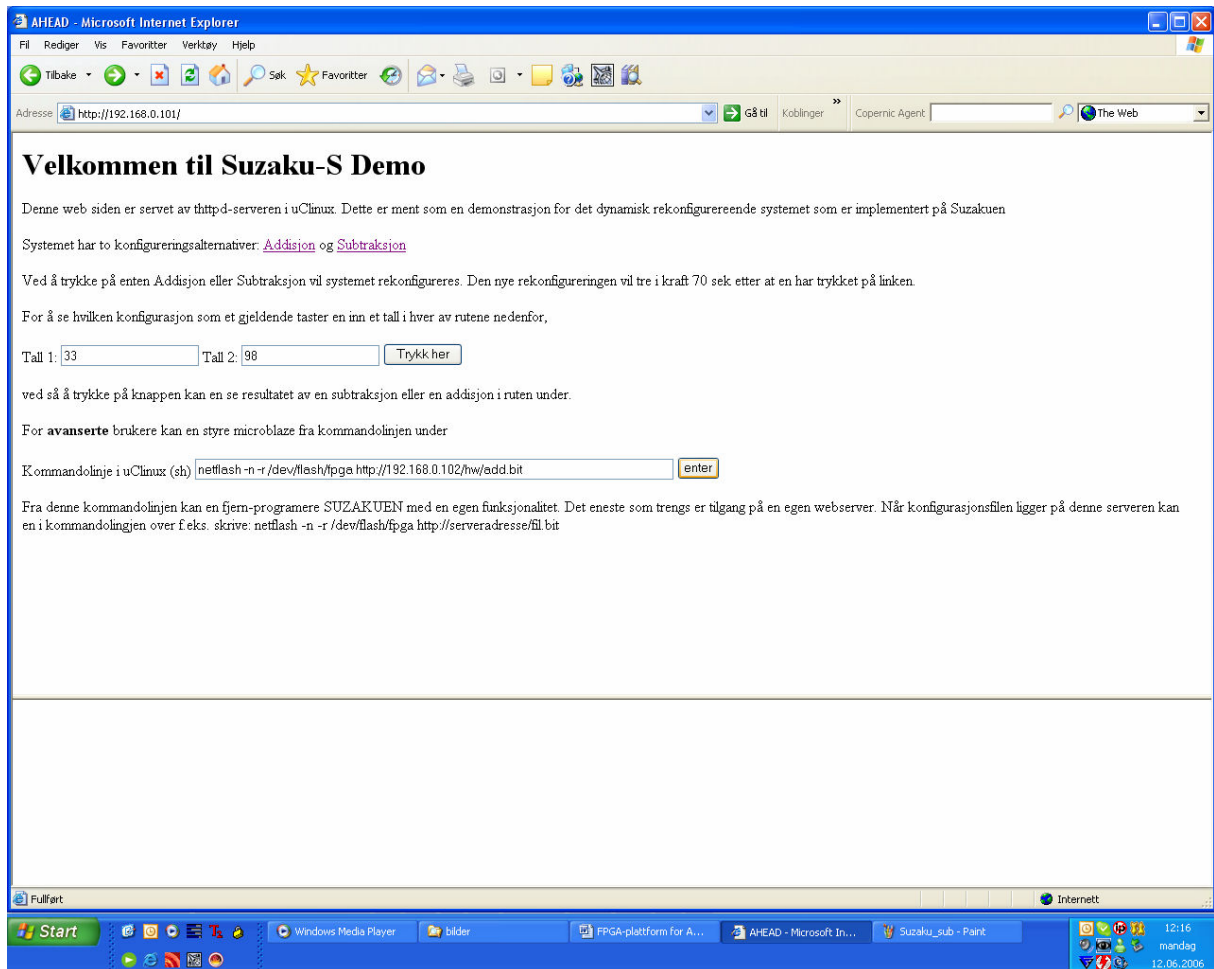 AHEAD - Microsoft Internet Explorer
Fil Rediger Vis Favoritter Verktøy Hjelp
Tilbake Søk Favoritter
Adresse http://192.168.0.101/ Gå til Koblinger » Copernic Agent The Web
Velkommen til Suzaku-S Demo
Denne web siden er servet av thttpd-serveren i uClinux. Dette er ment som en demonstrasjon for det dynamisk rekonfigurereende systemet som er implementert på Suzakuen
Systemet har to konfigureringsalternativer: Addisjon og Subtraksjon
Ved å trykke på enten Addisjon eller Subtraksjon vil systemet rekonfigureres. Den nye rekonfigureringen vil tre i kraft 70 sek etter at en har trykket på linken.
For å se hvilken konfigurasjon som et gjeldende taster en inn et tall i hver av rutene nedenfor,
Tall 1: 33 Tall 2: 98 Trykk her
ved så å trykke på knappen kan en se resultatet av en subtraksjon eller en addisjon i ruten under.
For avanserte brukere kan en styre microblaze fra kommandolinjen under
Kommandolinje i uClinux (sh) netflash -n -r /dev/flash/fpga http://192.168.0.102/hw/add.bit enter
Fra denne kommandolinjen kan en fjern-programere SUZAKUEN med en egen funksjonalitet. Det eneste som trengs er tilgang på en egen webserver. Når konfigurasjonsfilen ligger på denne serveren kan
en i kommandolingjen over f.eks. skrive: netflash -n -r /dev/flash/fpga http://serveradresse/fil.bit
Fullført Internett
Start Windows Media Player bilder FPGA-plattform for A... AHEAD - Microsoft In... Suzaku_sub - Paint 12:16
mandag
12.06.2006